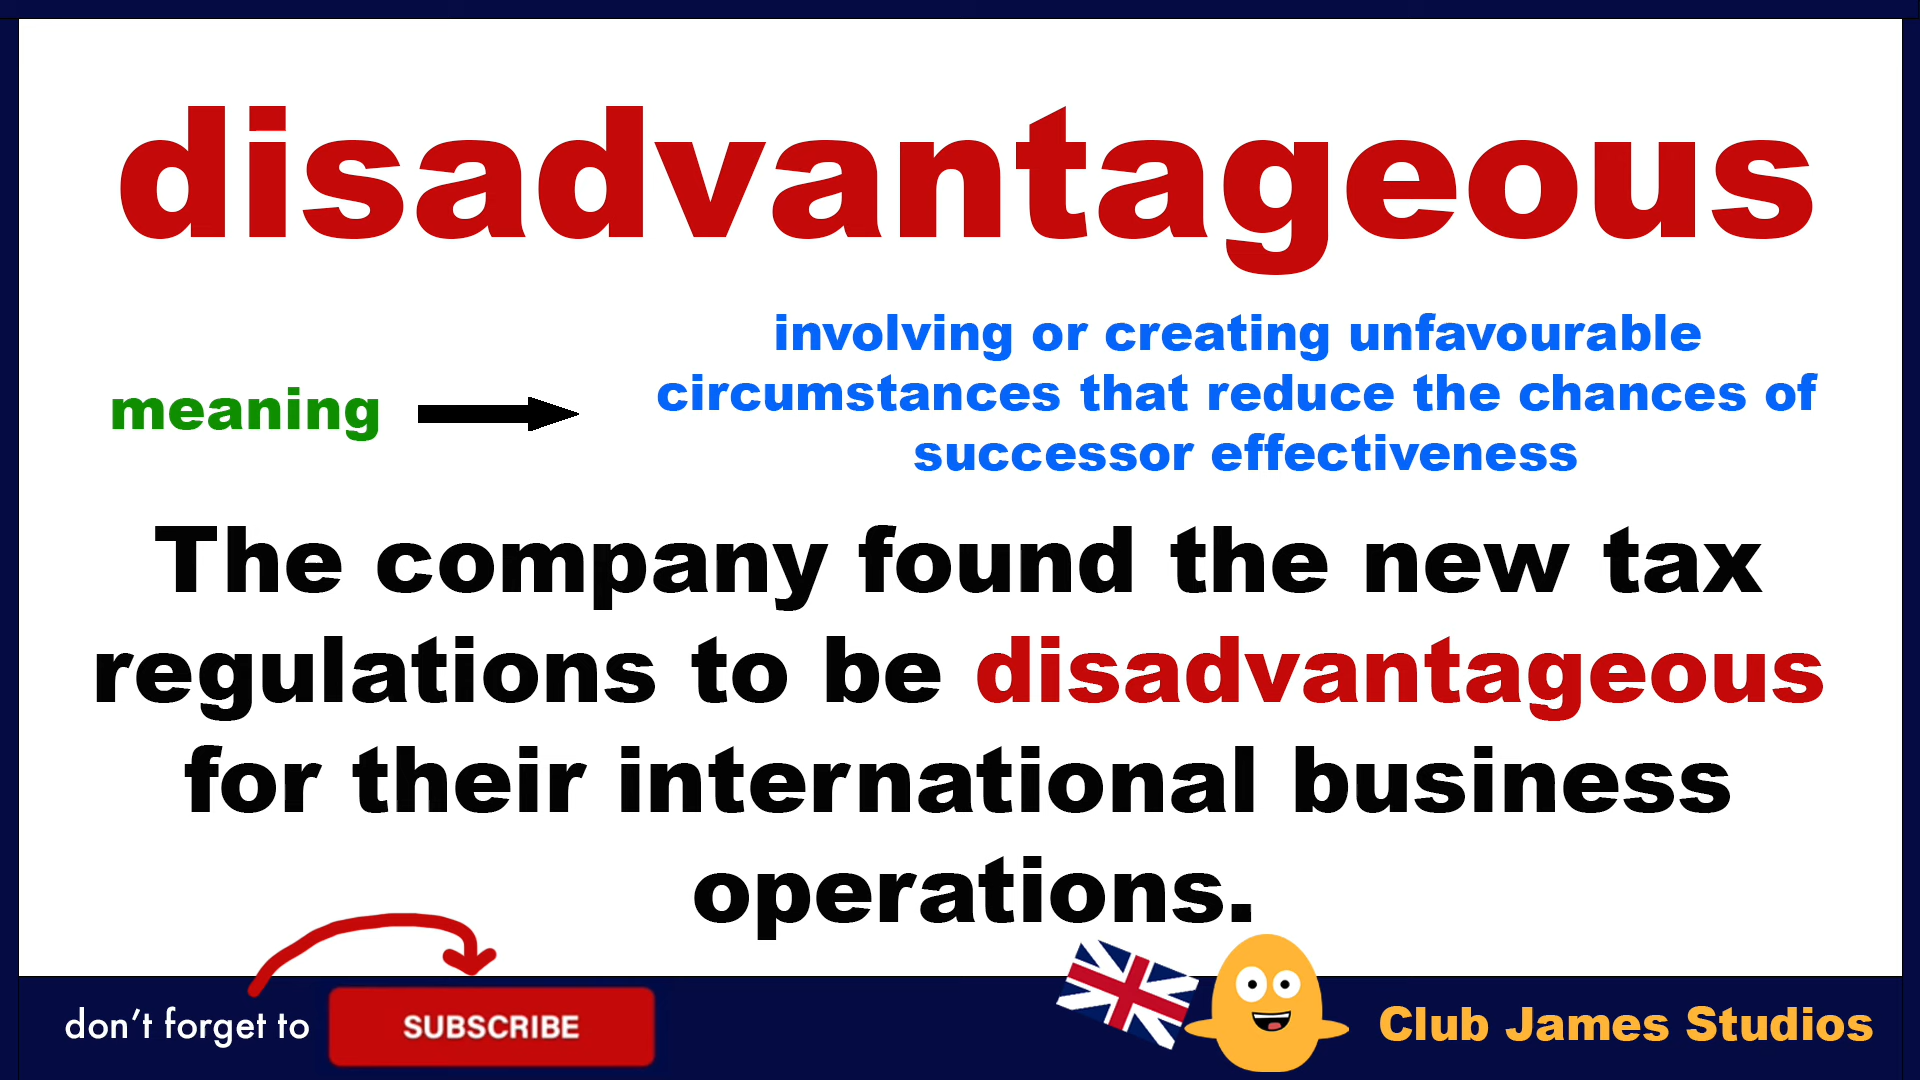 disadvantageous
meaning
involving or creating unfavourable
circumstances that reduce the chances of
successor effectiveness
The company found the new tax
regulations to be disadvantageous
for their international business
operations.
don't forget to
SUBSCRIBE
Club James Studios